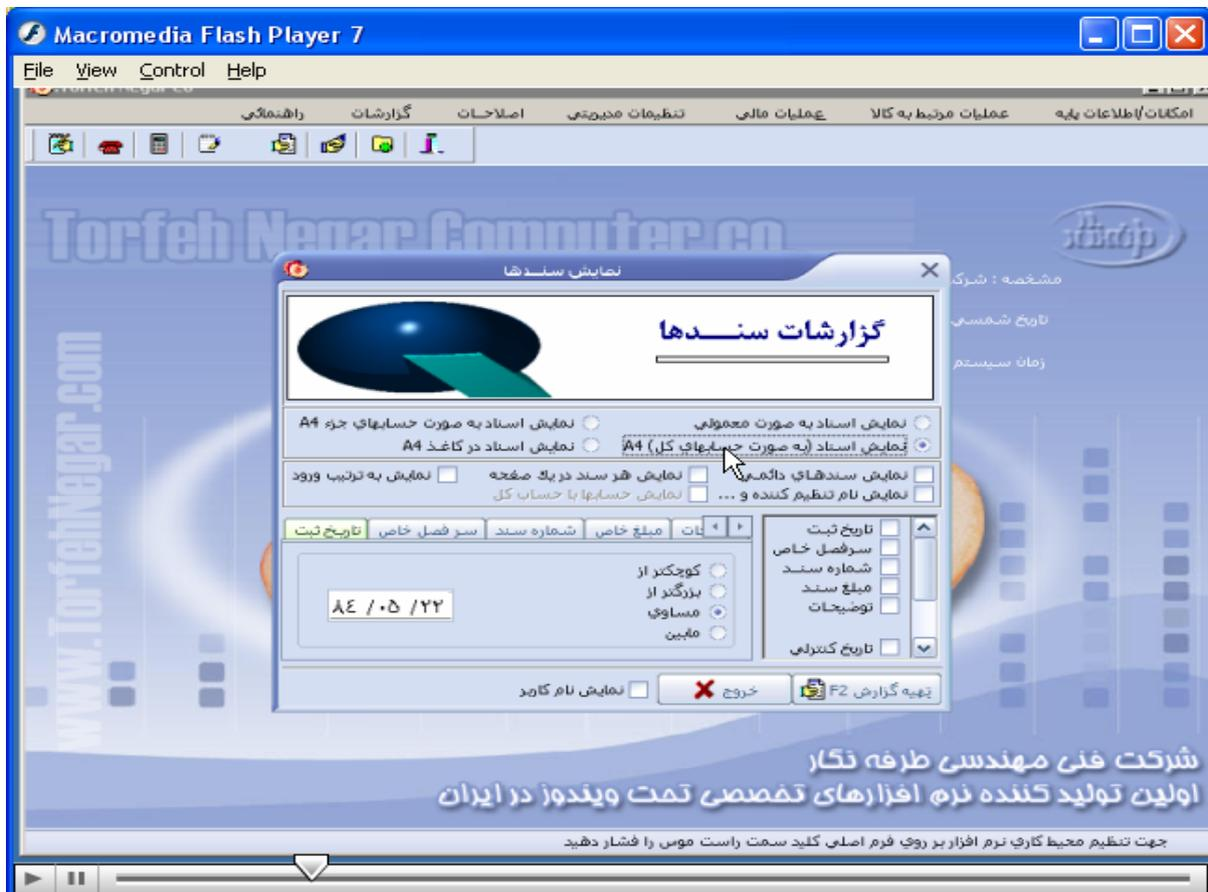 Macromedia Flash Player 7
File View Control Help
Torfeh Negar Co
امکانات/اطلاعات پایه عملیات مرتبط به کالا عملیات مالی تنظیمات مدیریتی اصلاحات گزارشات راهنمائی
Torfeh Negar Computer co.
www.TorfehNegar.com
مشخصه : شرکت
تاریخ شمسی
زمان سیستم
نمایش سندها
گزارشات سندها
نمایش اسناد به صورت معمولی
نمایش اسناد به صورت حسابهای جزء A4
نمایش اسناد (به صورت حسابهای کل) A4
نمایش اسناد در کاغذ A4
نمایش سندهای دائمی
نمایش هر سند در یك صفحه
نمایش به ترتیب ورود
نمایش نام تنظیم کننده و ...
نمایش حسابها با حساب کل
تاریخ ثبت
سرفصل خاص
شماره سند
مبلغ سند
توضیحات
تاریخ کنترلی
مبلغ خاص شماره سند سر فصل خاص تاریخ ثبت
کوچکتر از
بزرگتر از
مساوی
مابین
۸٤ /۰۵ /۲۲
تهیه گزارش F2
خروج
نمایش نام کاربر
شرکت فنی مهندسی طرفه نگار
اولین تولید کننده نرم افزارهای تخصصی تحت ویندوز در ایران
جهت تنظیم محیط کاري نرم افزار بر روي فرم اصلی کلید سمت راست موس را فشار دهید